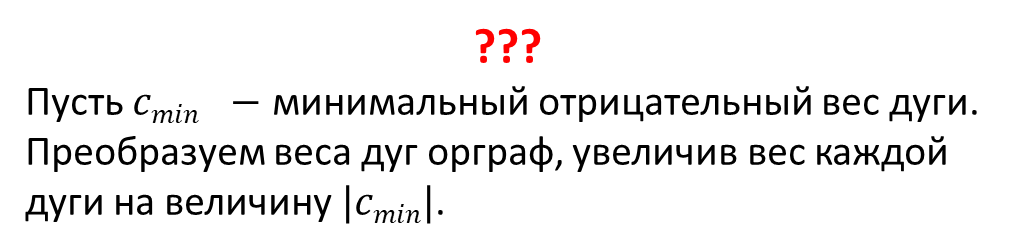 ???
Пусть c_min − минимальный отрицательный вес дуги.
Преобразуем веса дуг орграф, увеличив вес каждой
дуги на величину |c_min|.